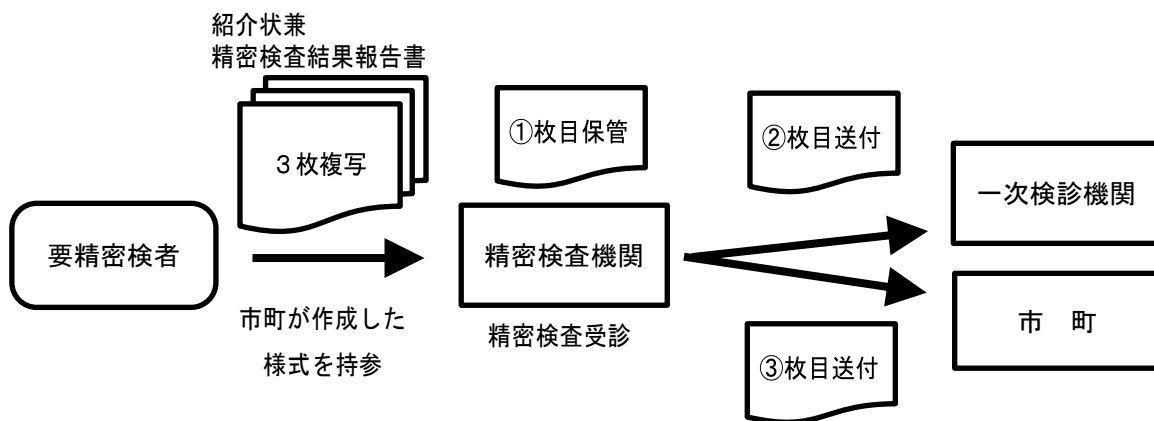 紹介状兼
精密検査結果報告書
３枚複写
①枚目保管
②枚目送付
一次検診機関
要精密検者
精密検査機関
市町が作成した
様式を持参
精密検査受診
市　町
③枚目送付